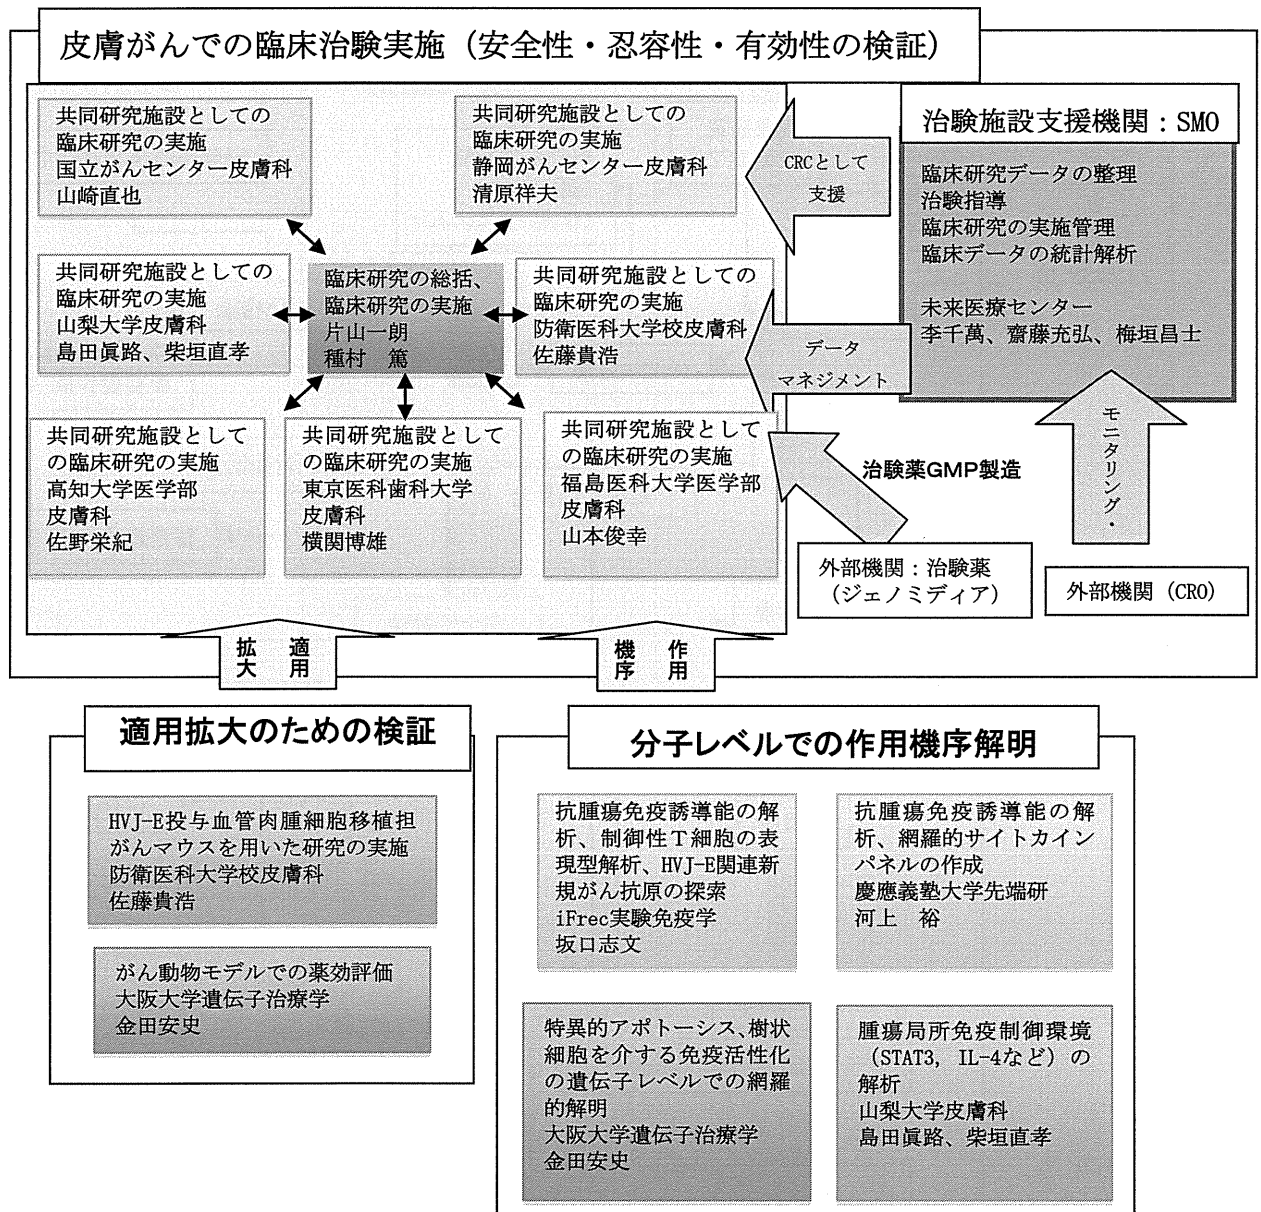 皮膚がんでの臨床治験実施（安全性・忍容性・有効性の検証）
共同研究施設としての
臨床研究の実施
国立がんセンター皮膚科
山崎直也
共同研究施設としての
臨床研究の実施
静岡がんセンター皮膚科
清原祥夫
CRCとして
支援
治験施設支援機関：SMO
臨床研究データの整理
治験指導
臨床研究の実施管理
臨床データの統計解析
未来医療センター
李千萬、齋藤充弘、梅垣昌士
共同研究施設としての
臨床研究の実施
山梨大学皮膚科
島田眞路、柴垣直孝
臨床研究の総括、
臨床研究の実施
片山一朗
種村　篤
共同研究施設としての
臨床研究の実施
防衛医科大学校皮膚科
佐藤貴浩
データ
マネジメント
共同研究施設として
の臨床研究の実施
高知大学医学部
皮膚科
佐野栄紀
共同研究施設として
の臨床研究の実施
東京医科歯科大学
皮膚科
横関博雄
共同研究施設として
の臨床研究の実施
福島医科大学医学部
皮膚科
山本俊幸
治験薬GMP製造
モニタリング・
外部機関：治験薬
（ジェノミディア）
外部機関（CRO）
適用
拡大
作用
機序
適用拡大のための検証
HVJ-E投与血管肉腫細胞移植担
がんマウスを用いた研究の実施
防衛医科大学校皮膚科
佐藤貴浩
がん動物モデルでの薬効評価
大阪大学遺伝子治療学
金田安史
分子レベルでの作用機序解明
抗腫瘍免疫誘導能の解
析、制御性Ｔ細胞の表
現型解析、HVJ-E関連新
規がん抗原の探索
iFrec実験免疫学
坂口志文
抗腫瘍免疫誘導能の解
析、網羅的サイトカイン
パネルの作成
慶應義塾大学先端研
河上　裕
特異的アポトーシス、樹状
細胞を介する免疫活性化
の遺伝子レベルでの網羅
的解明
大阪大学遺伝子治療学
金田安史
腫瘍局所免疫制御環境
（STAT3, IL-4など）の
解析
山梨大学皮膚科
島田眞路、柴垣直孝